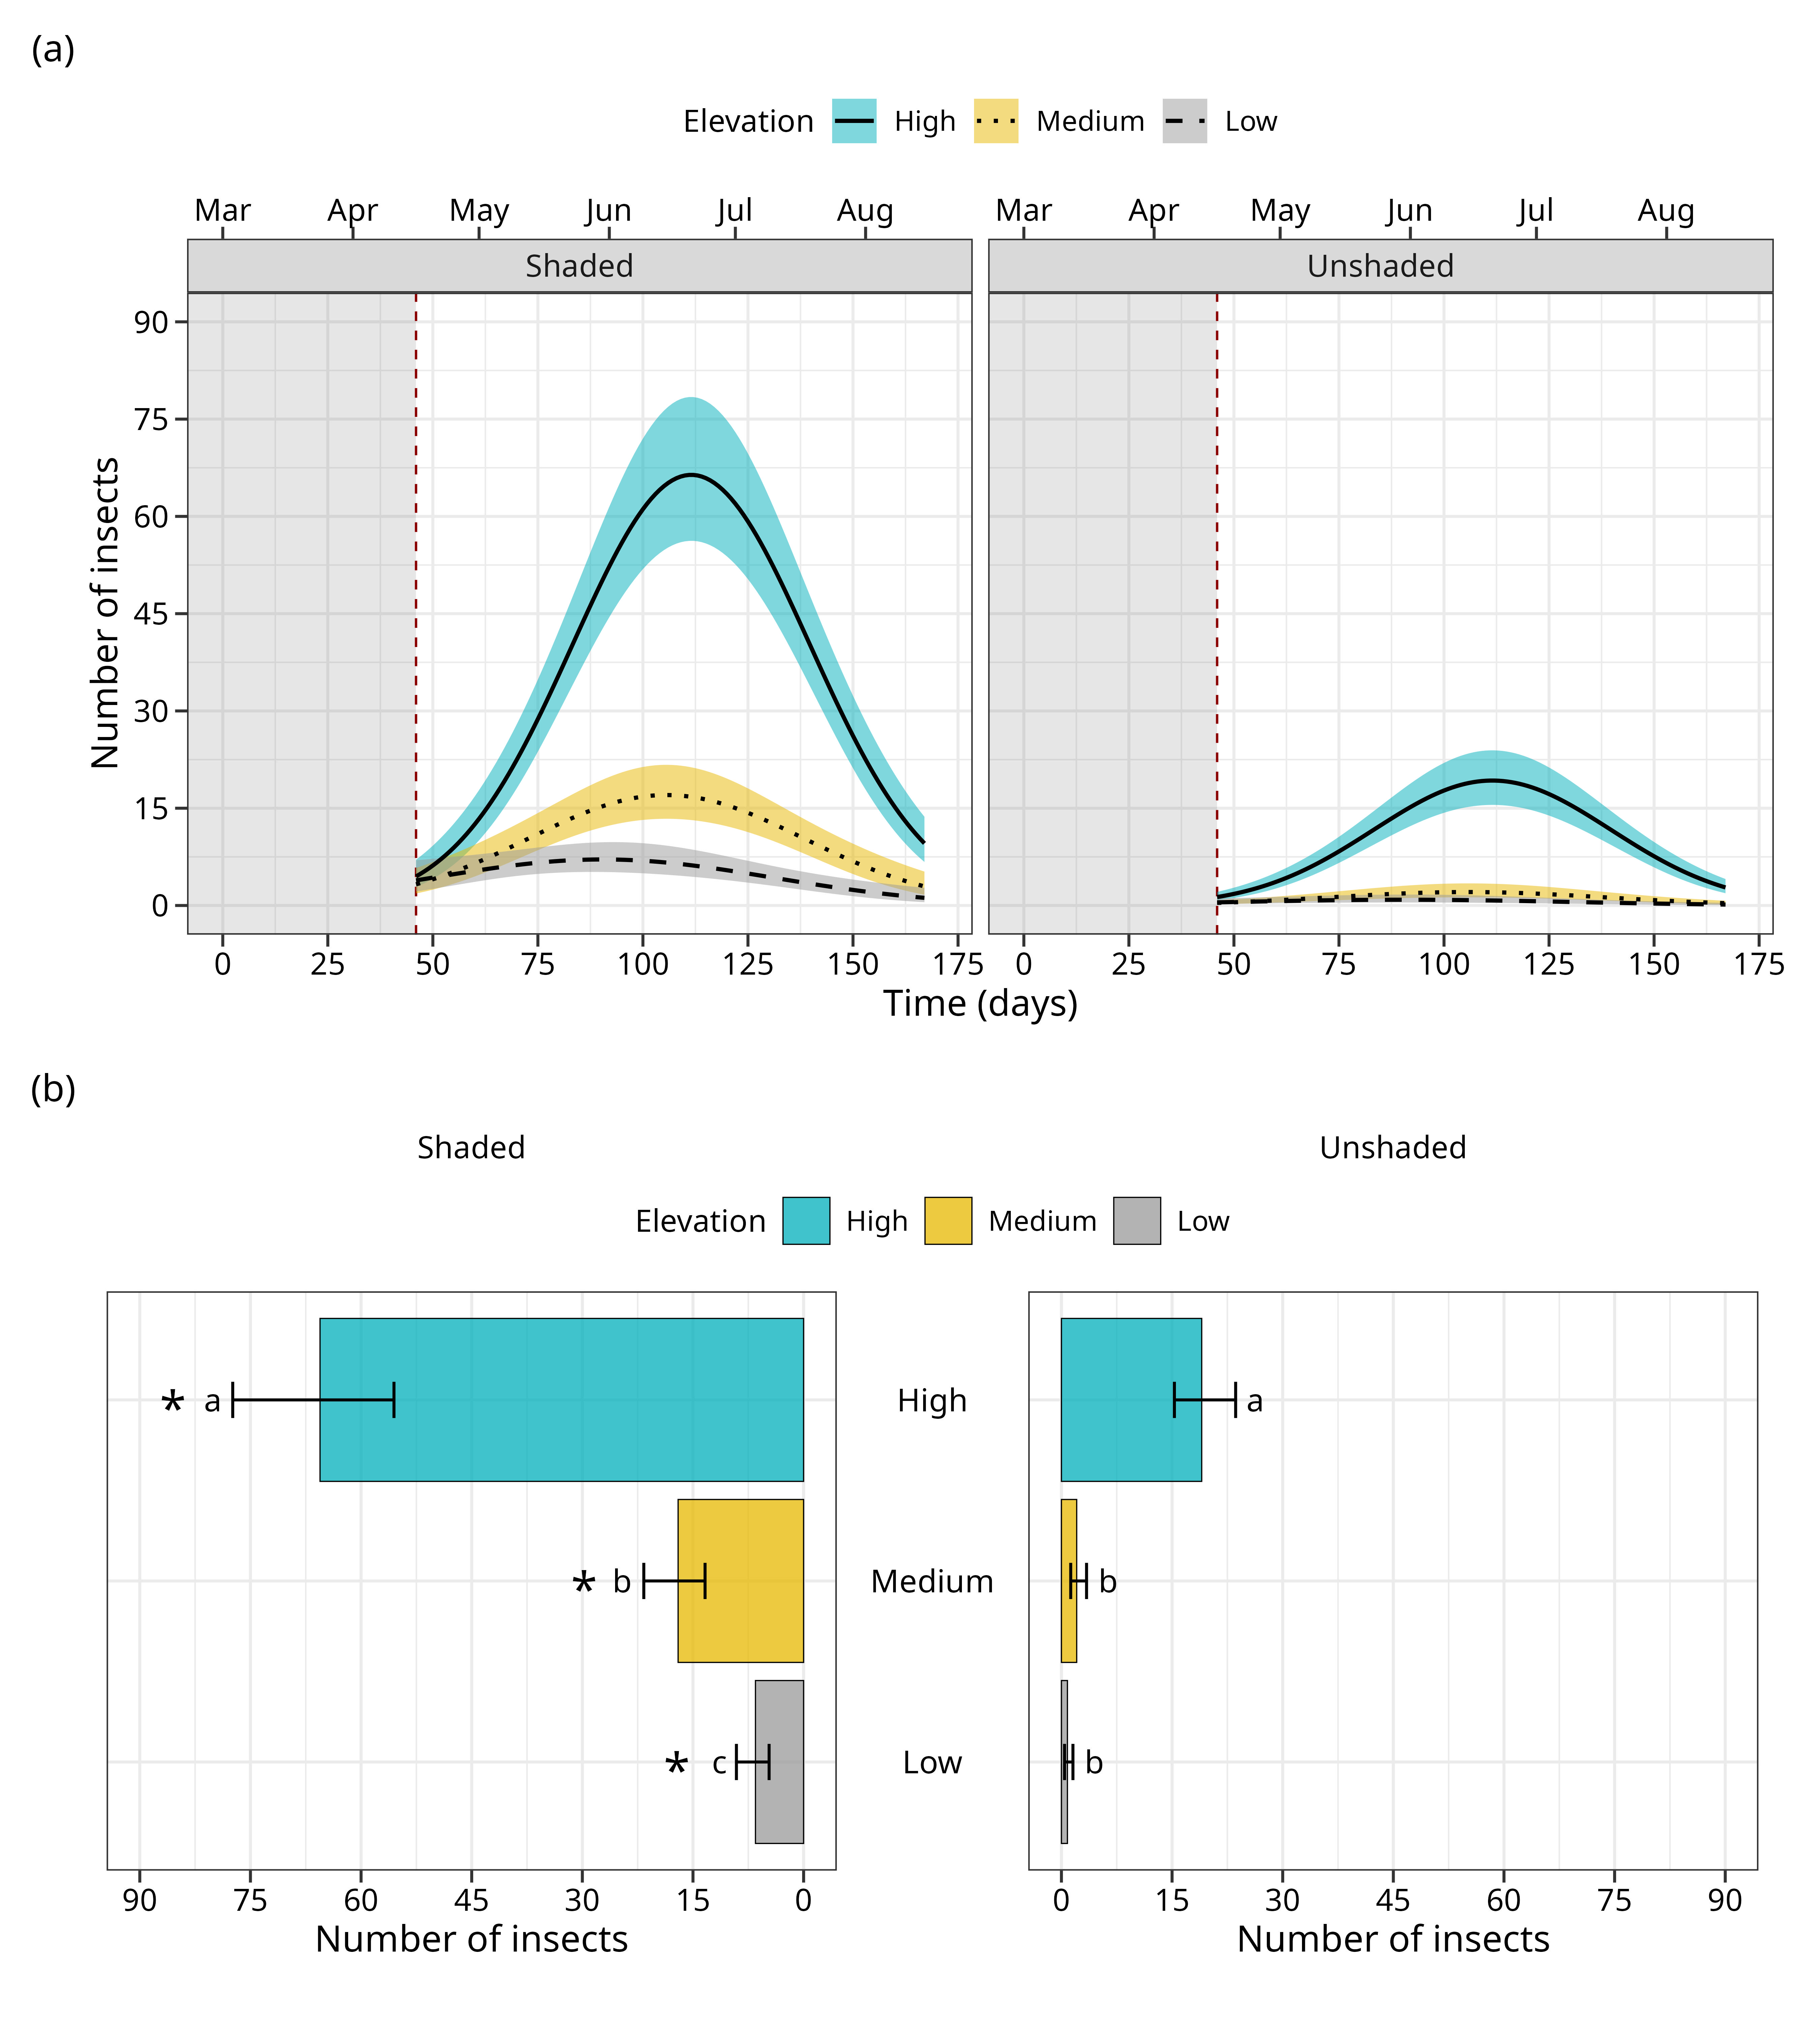 (a)
Elevation High Medium Low
Mar Apr May Jun Jul Aug Mar Apr May Jun Jul Aug
Shaded Unshaded
90
75
60
45
30
15
0
Number of insects
0 25 50 75 100 125 150 175 0 25 50 75 100 125 150 175
Time (days)
(b)
Shaded Unshaded
Elevation High Medium Low
* a High a
* b Medium b
* c Low b
90 75 60 45 30 15 0 0 15 30 45 60 75 90
Number of insects Number of insects